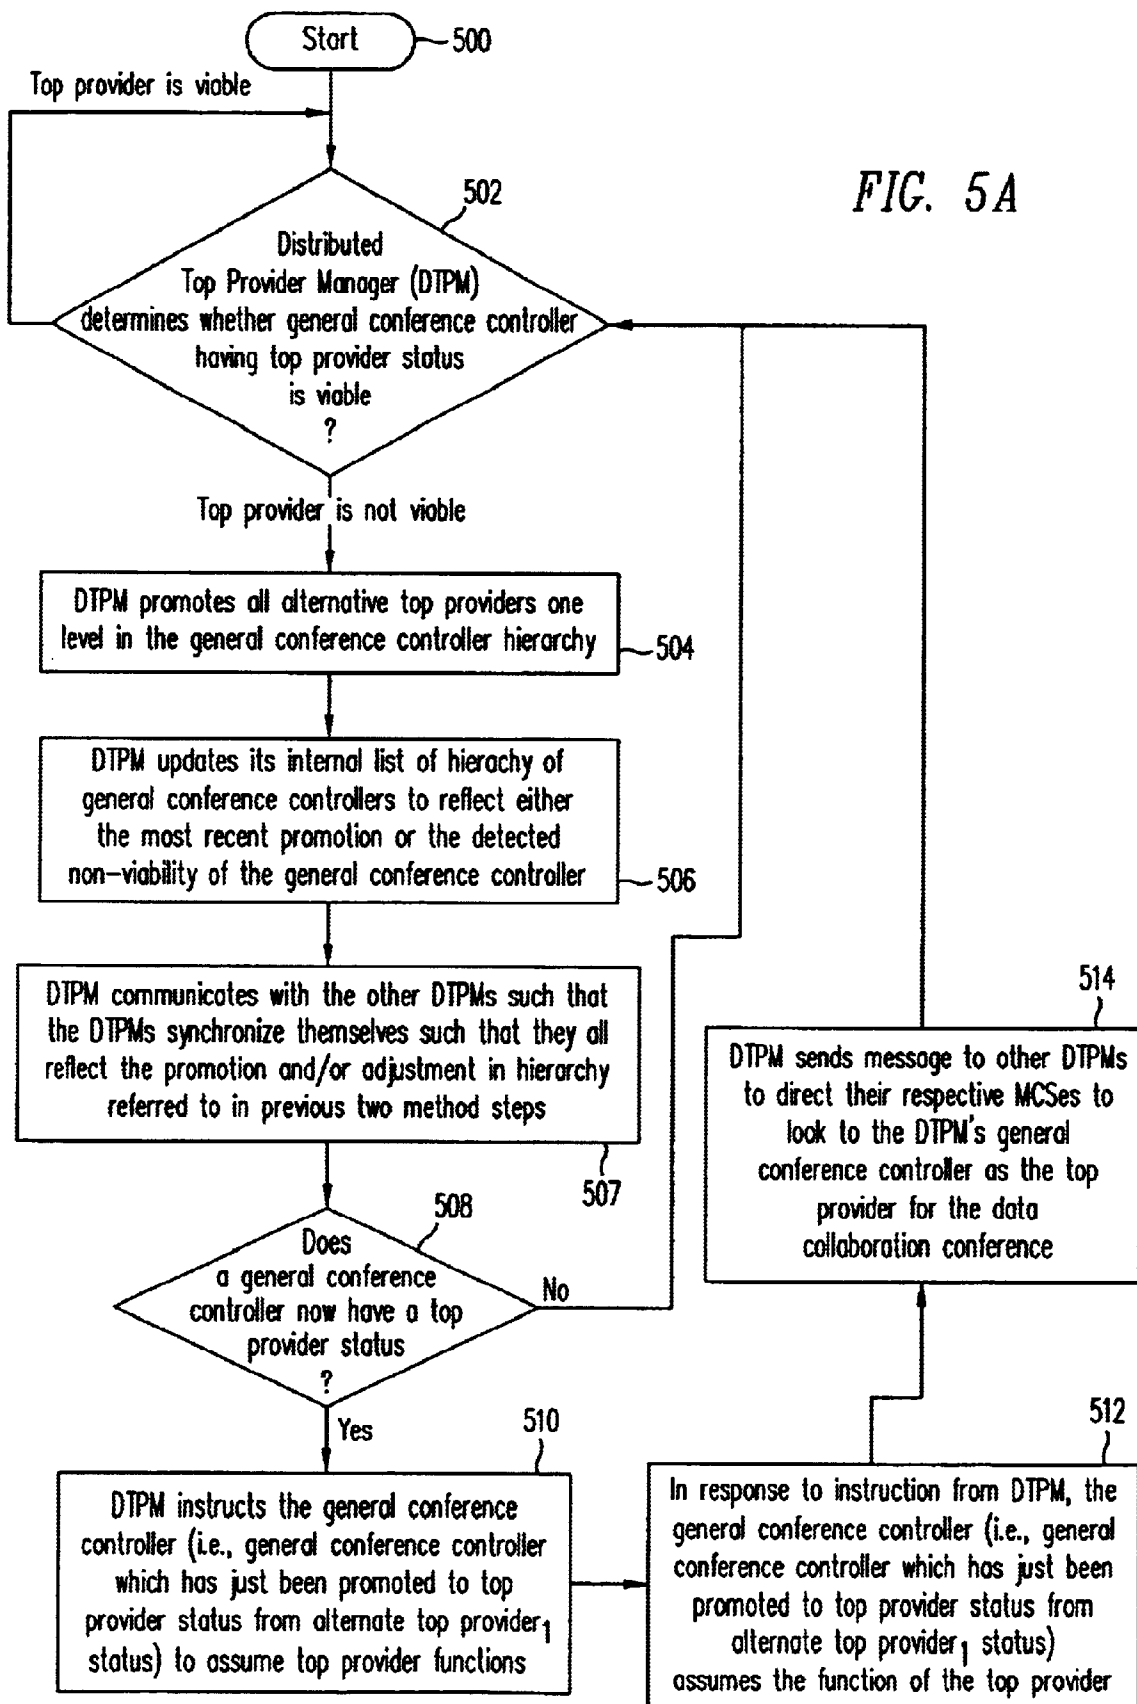 Start
500
Top provider is viable
FIG. 5A
502
Distributed
Top Provider Manager (DTPM)
determines whether general conference controller
having top provider status
is viable
?
Top provider is not viable
DTPM promotes all alternative top providers one
level in the general conference controller hierarchy
504
DTPM updates its internal list of hierachy of
general conference controllers to reflect either
the most recent promotion or the detected
non-viability of the general conference controller
506
DTPM communicates with the other DTPMs such that
the DTPMs synchronize themselves such that they all
reflect the promotion and/or adjustment in hierarchy
referred to in previous two method steps
507
508
Does
a general conference
controller now have a top
provider status
?
No
Yes
510
DTPM instructs the general conference
controller (i.e., general conference controller
which has just been promoted to top
provider status from alternate top provider1
status) to assume top provider functions
512
In response to instruction from DTPM, the
general conference controller (i.e., general
conference controller which has just been
promoted to top provider status from
alternate top provider1 status)
assumes the function of the top provider
514
DTPM sends message to other DTPMs
to direct their respective MCSes to
look to the DTPM's general
conference controller as the top
provider for the data
collaboration conference